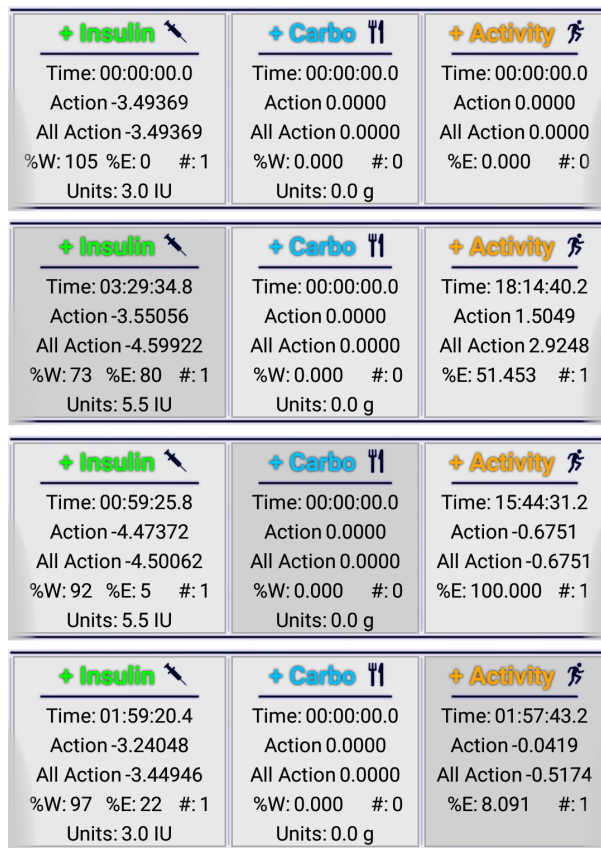 + Insulin + Carbo + Activity
Time: 00:00:00.0 Time: 00:00:00.0 Time: 00:00:00.0
Action -3.49369 Action 0.0000 Action 0.0000
All Action -3.49369 All Action 0.0000 All Action 0.0000
%W: 105 %E: 0 #: 1 %W: 0.000 #: 0 %E: 0.000 #: 0
Units: 3.0 IU Units: 0.0 g
+ Insulin + Carbo + Activity
Time: 03:29:34.8 Time: 00:00:00.0 Time: 18:14:40.2
Action -3.55056 Action 0.0000 Action 1.5049
All Action -4.59922 All Action 0.0000 All Action 2.9248
%W: 73 %E: 80 #: 1 %W: 0.000 #: 0 %E: 51.453 #: 1
Units: 5.5 IU Units: 0.0 g
+ Insulin + Carbo + Activity
Time: 00:59:25.8 Time: 00:00:00.0 Time: 15:44:31.2
Action -4.47372 Action 0.0000 Action -0.6751
All Action -4.50062 All Action 0.0000 All Action -0.6751
%W: 92 %E: 5 #: 1 %W: 0.000 #: 0 %E: 100.000 #: 1
Units: 5.5 IU Units: 0.0 g
+ Insulin + Carbo + Activity
Time: 01:59:20.4 Time: 00:00:00.0 Time: 01:57:43.2
Action -3.24048 Action 0.0000 Action -0.0419
All Action -3.44946 All Action 0.0000 All Action -0.5174
%W: 97 %E: 22 #: 1 %W: 0.000 #: 0 %E: 8.091 #: 1
Units: 3.0 IU Units: 0.0 g